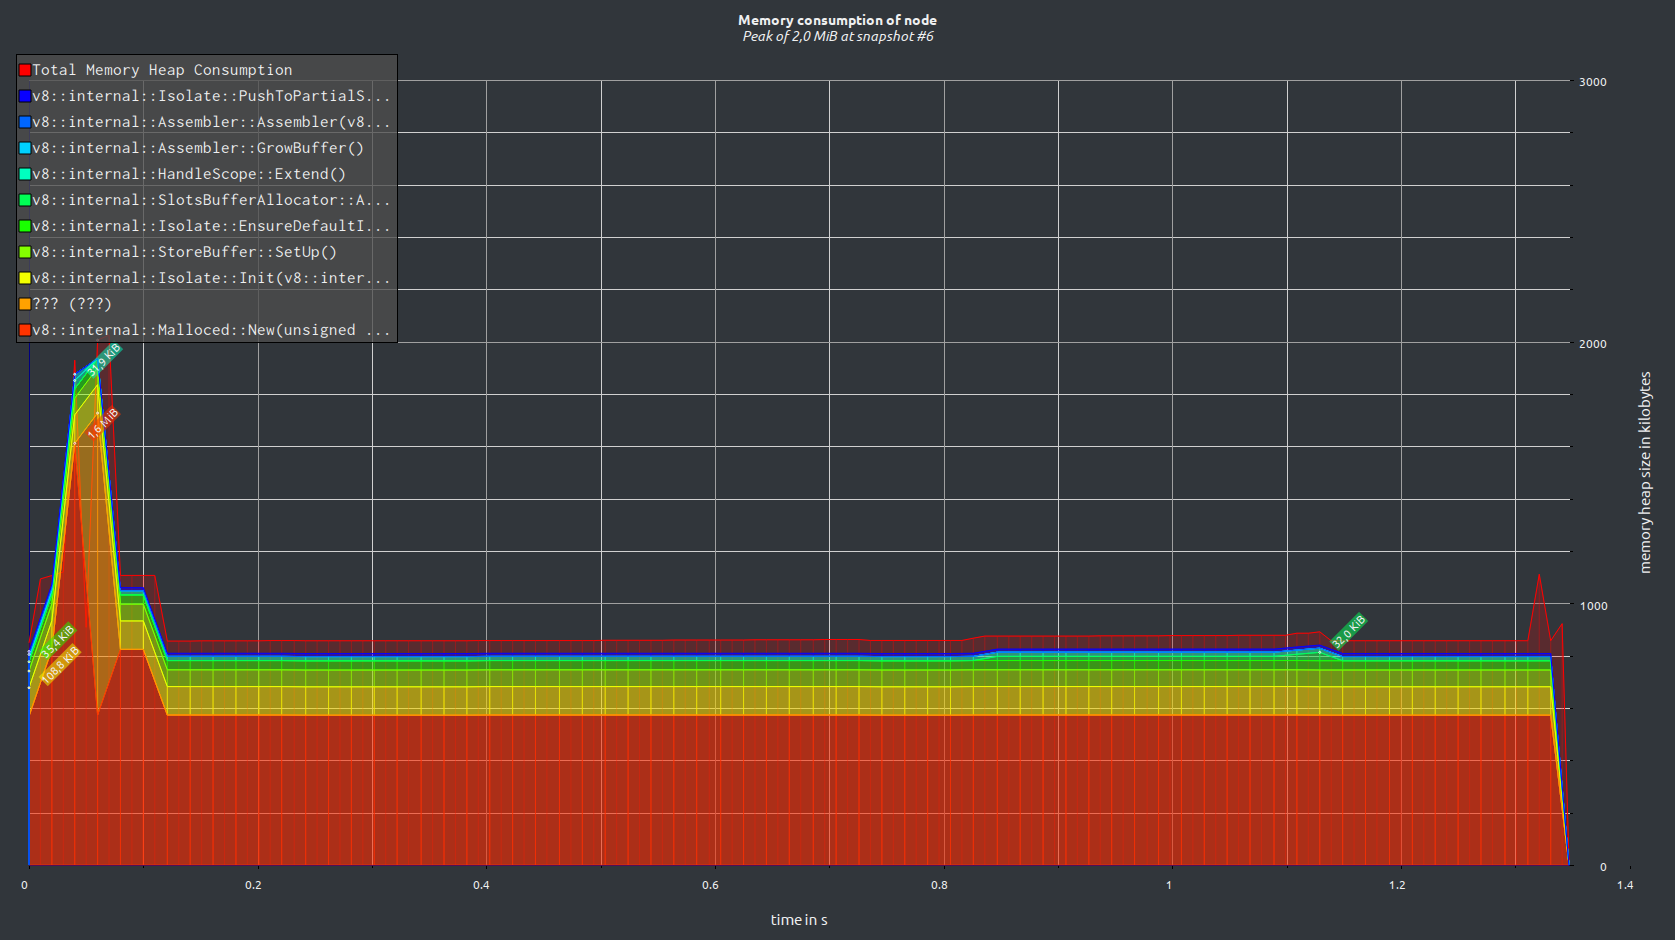 Memory consumption of node
Peak of 2,0 MiB at snapshot #6
Total Memory Heap Consumption
v8::internal::Isolate::PushToPartialS...
v8::internal::Assembler::Assembler(v8...
v8::internal::Assembler::GrowBuffer()
v8::internal::HandleScope::Extend()
v8::internal::SlotsBufferAllocator::A...
v8::internal::Isolate::EnsureDefaultI...
v8::internal::StoreBuffer::SetUp()
v8::internal::Isolate::Init(v8::inter...
??? (???)
v8::internal::Malloced::New(unsigned ...
31,9 KiB
1,6 MiB
35,4 KiB
108,8 KiB
32,0 KiB
3000
2000
1000
0
memory heap size in kilobytes
0 0.2 0.4 0.6 0.8 1 1.2 1.4
time in s